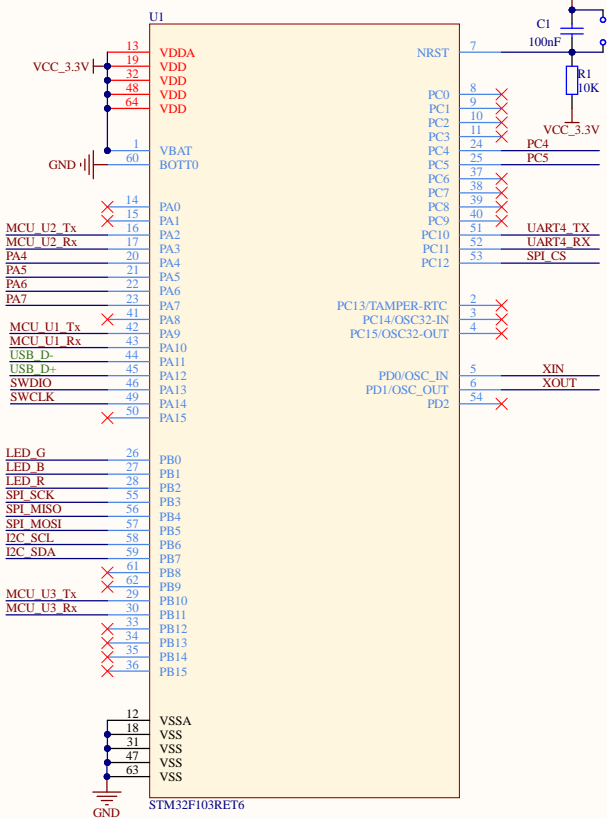 U1
C1
100nF
R1
10K
VCC_3.3V
VCC_3.3V
13 VDDA
19 VDD
32 VDD
48 VDD
64 VDD
1 VBAT
GND 60 BOTT0
14 PA0
15 PA1
MCU_U2_Tx 16 PA2
MCU_U2_Rx 17 PA3
PA4 20 PA4
PA5 21 PA5
PA6 22 PA6
PA7 23 PA7
41 PA8
MCU_U1_Tx 42 PA9
MCU_U1_Rx 43 PA10
USB_D- 44 PA11
USB_D+ 45 PA12
SWDIO 46 PA13
SWCLK 49 PA14
50 PA15
LED_G 26 PB0
LED_B 27 PB1
LED_R 28 PB2
SPI_SCK 55 PB3
SPI_MISO 56 PB4
SPI_MOSI 57 PB5
I2C_SCL 58 PB6
I2C_SDA 59 PB7
61 PB8
62 PB9
MCU_U3_Tx 29 PB10
MCU_U3_Rx 30 PB11
33 PB12
34 PB13
35 PB14
36 PB15
12 VSSA
18 VSS
31 VSS
47 VSS
63 VSS
GND
NRST 7
PC0 8
PC1 9
PC2 10
PC3 11
PC4 24 PC4
PC5 25 PC5
PC6 37
PC7 38
PC8 39
PC9 40
PC10 51 UART4_TX
PC11 52 UART4_RX
PC12 53 SPI_CS
PC13/TAMPER-RTC 2
PC14/OSC32-IN 3
PC15/OSC32-OUT 4
PD0/OSC_IN 5 XIN
PD1/OSC_OUT 6 XOUT
PD2 54
STM32F103RET6